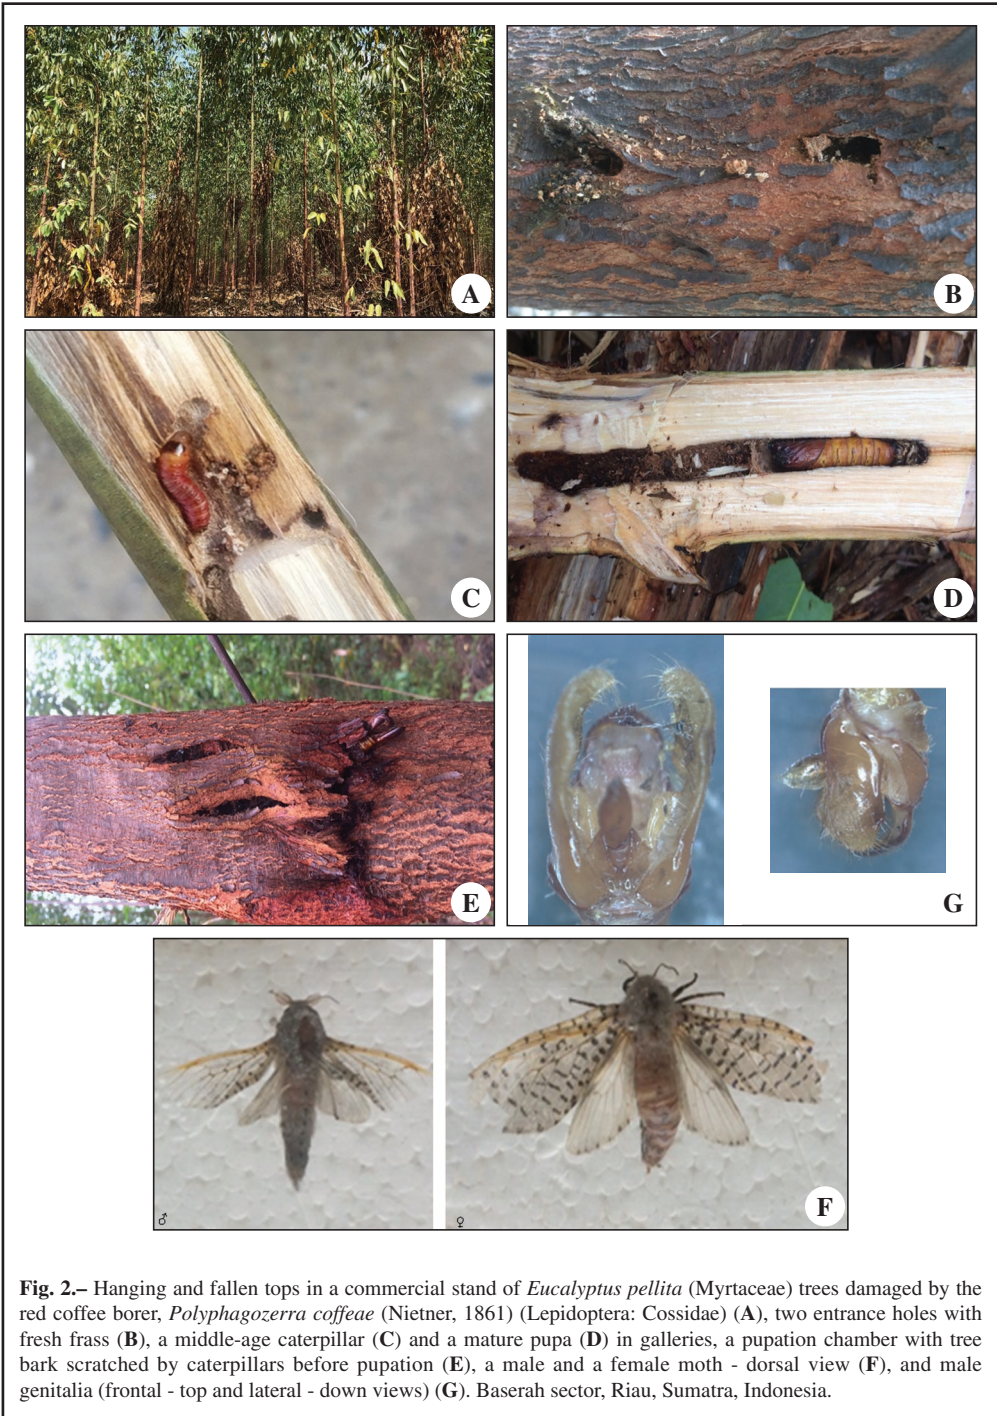 A
B
C
D
E
G
♂
♀
F
Fig. 2.– Hanging and fallen tops in a commercial stand of Eucalyptus pellita (Myrtaceae) trees damaged by the
red coffee borer, Polyphagozerra coffeae (Nietner, 1861) (Lepidoptera: Cossidae) (A), two entrance holes with
fresh frass (B), a middle-age caterpillar (C) and a mature pupa (D) in galleries, a pupation chamber with tree
bark scratched by caterpillars before pupation (E), a male and a female moth - dorsal view (F), and male
genitalia (frontal - top and lateral - down views) (G). Baserah sector, Riau, Sumatra, Indonesia.